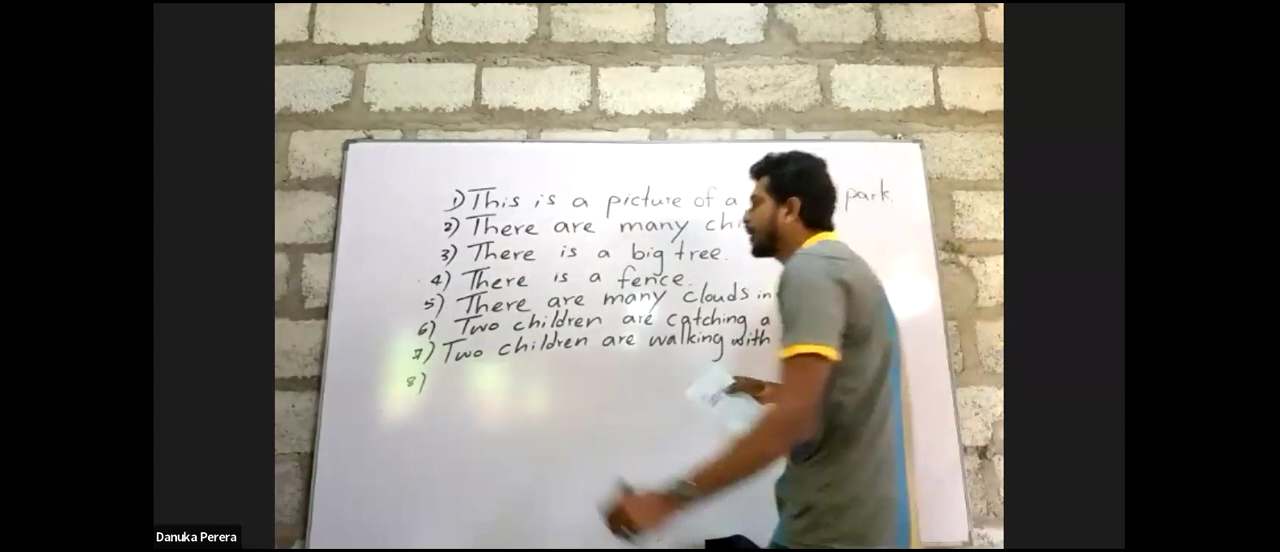 1) This is a picture of a park
2) There are many
3) There is a big tree.
4) There is a fence.
5) There are many clouds in
6) Two children are catching a
7) Two children are walking with
8)
Danuka Perera